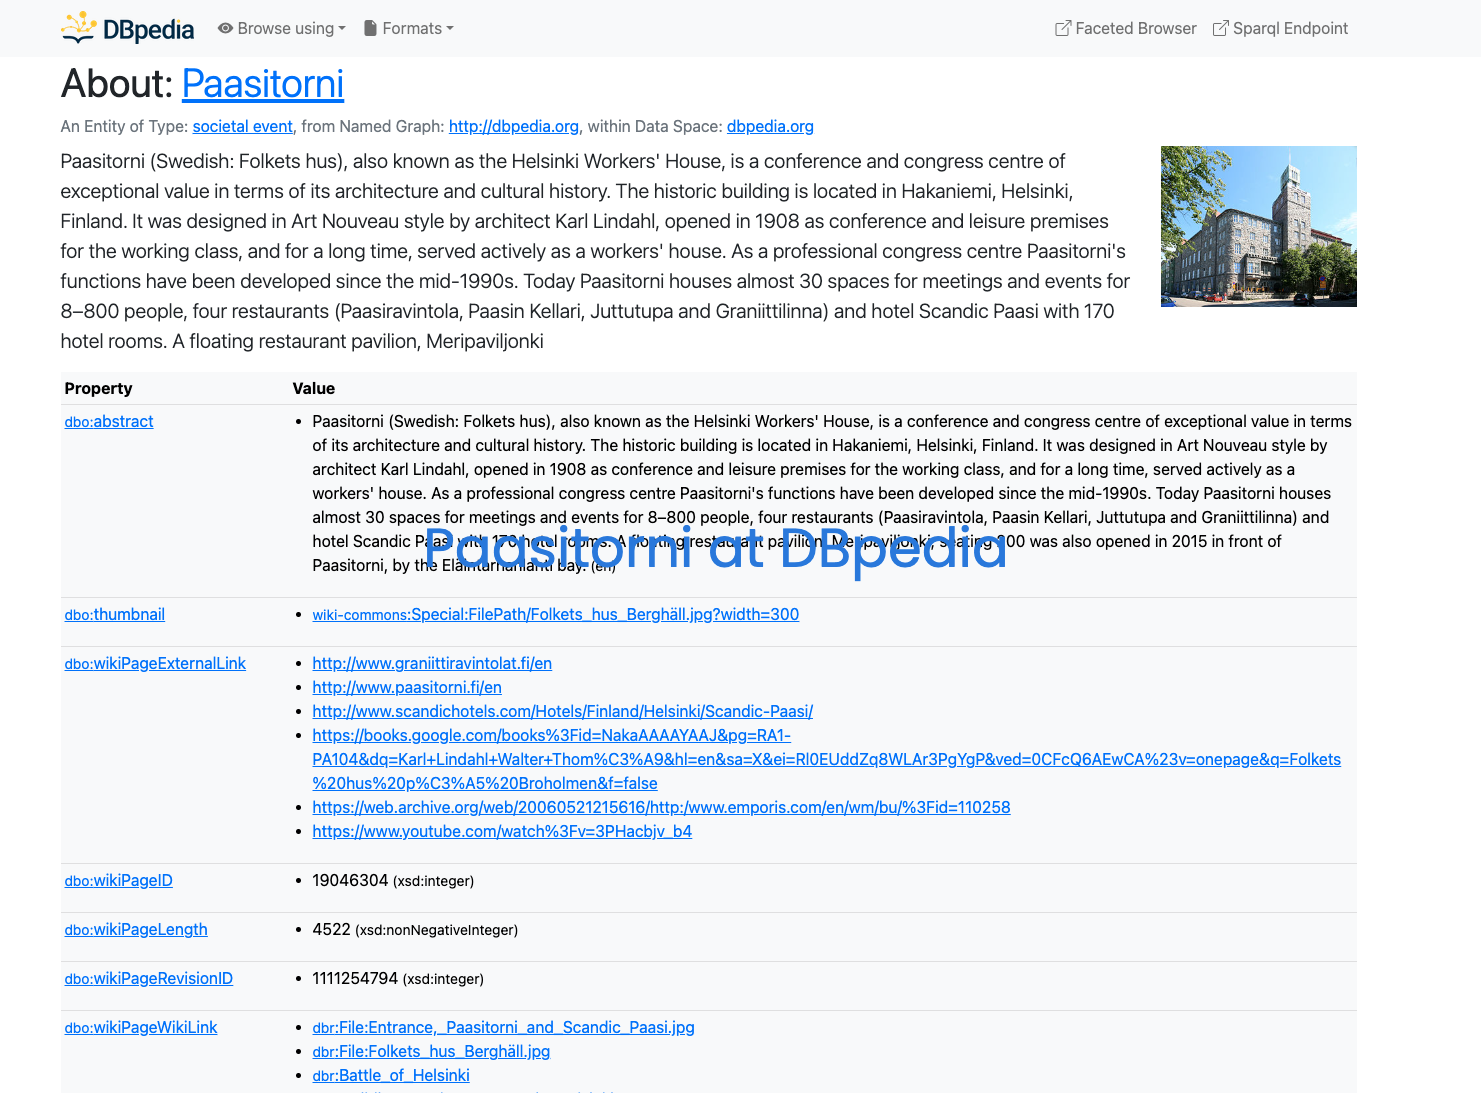 DBpedia Browse using Formats Faceted Browser Sparql Endpoint
About: Paasitorni
An Entity of Type: societal event, from Named Graph: http://dbpedia.org, within Data Space: dbpedia.org
Paasitorni (Swedish: Folkets hus), also known as the Helsinki Workers' House, is a conference and congress centre of
exceptional value in terms of its architecture and cultural history. The historic building is located in Hakaniemi, Helsinki,
Finland. It was designed in Art Nouveau style by architect Karl Lindahl, opened in 1908 as conference and leisure premises
for the working class, and for a long time, served actively as a workers' house. As a professional congress centre Paasitorni's
functions have been developed since the mid-1990s. Today Paasitorni houses almost 30 spaces for meetings and events for
8–800 people, four restaurants (Paasiravintola, Paasin Kellari, Juttutupa and Graniittilinna) and hotel Scandic Paasi with 170
hotel rooms. A floating restaurant pavilion, Meripaviljonki
Property Value
dbo:abstract
Paasitorni (Swedish: Folkets hus), also known as the Helsinki Workers' House, is a conference and congress centre of exceptional value in terms
of its architecture and cultural history. The historic building is located in Hakaniemi, Helsinki, Finland. It was designed in Art Nouveau style by
architect Karl Lindahl, opened in 1908 as conference and leisure premises for the working class, and for a long time, served actively as a
workers' house. As a professional congress centre Paasitorni's functions have been developed since the mid-1990s. Today Paasitorni houses
almost 30 spaces for meetings and events for 8–800 people, four restaurants (Paasiravintola, Paasin Kellari, Juttutupa and Graniittilinna) and
hotel Scandic Paasi with 170 hotel rooms. A floating restaurant pavilion, Meripaviljonki, seating 200 was also opened in 2015 in front of
Paasitorni, by the Eläintarhanlahti bay. (en)
Paasitorni at DBpedia
dbo:thumbnail
wiki-commons:Special:FilePath/Folkets_hus_Berghäll.jpg?width=300
dbo:wikiPageExternalLink
http://www.graniittiravintolat.fi/en
http://www.paasitorni.fi/en
http://www.scandichotels.com/Hotels/Finland/Helsinki/Scandic-Paasi/
https://books.google.com/books%3Fid=NakaAAAAYAAJ&pg=RA1-
PA104&dq=Karl+Lindahl+Walter+Thom%C3%A9&hl=en&sa=X&ei=Rl0EUddZq8WLAr3PgYgP&ved=0CFcQ6AEwCA%23v=onepage&q=Folkets
%20hus%20p%C3%A5%20Broholmen&f=false
https://web.archive.org/web/20060521215616/http:/www.emporis.com/en/wm/bu/%3Fid=110258
https://www.youtube.com/watch%3Fv=3PHacbjv_b4
dbo:wikiPageID
19046304 (xsd:integer)
dbo:wikiPageLength
4522 (xsd:nonNegativeInteger)
dbo:wikiPageRevisionID
1111254794 (xsd:integer)
dbo:wikiPageWikiLink
dbr:File:Entrance,_Paasitorni_and_Scandic_Paasi.jpg
dbr:File:Folkets_hus_Berghäll.jpg
dbr:Battle_of_Helsinki